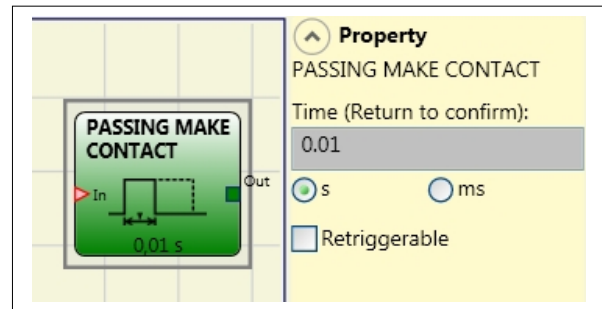 PASSING MAKE
CONTACT
In
Out
0,01 s
Property
PASSING MAKE CONTACT
Time (Return to confirm):
0.01
s
ms
Retriggerable